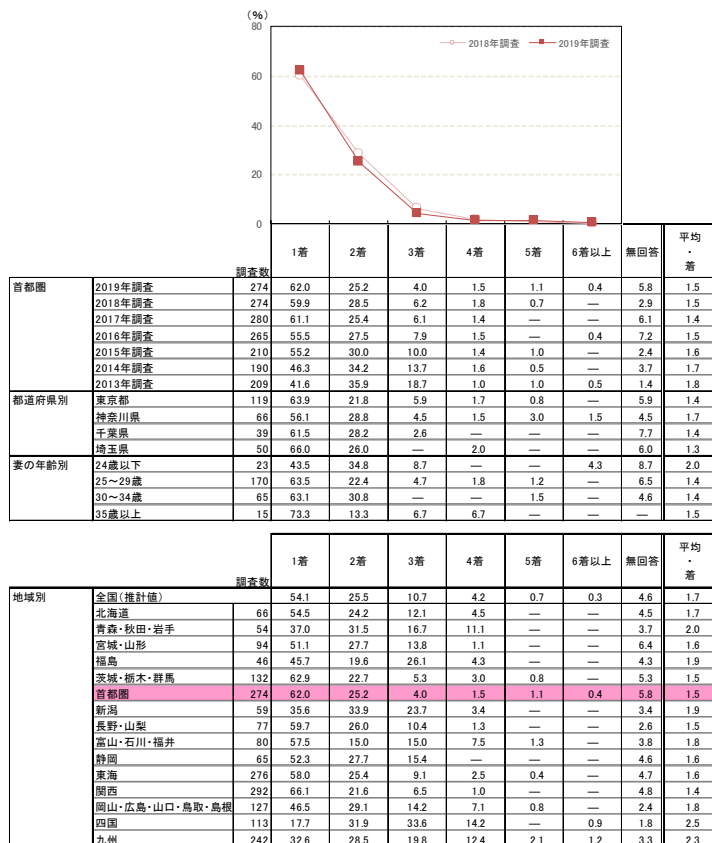 (%)
80
60
40
20
0
2018年調査 2019年調査
調査数 1着 2着 3着 4着 5着 6着以上 無回答 平均・着
首都圏 2019年調査 274 62.0 25.2 4.0 1.5 1.1 0.4 5.8 1.5
2018年調査 274 59.9 28.5 6.2 1.8 0.7 — 2.9 1.5
2017年調査 280 61.1 25.4 6.1 1.4 — — 6.1 1.4
2016年調査 265 55.5 27.5 7.9 1.5 — 0.4 7.2 1.5
2015年調査 210 55.2 30.0 10.0 1.4 1.0 — 2.4 1.6
2014年調査 190 46.3 34.2 13.7 1.6 0.5 — 3.7 1.7
2013年調査 209 41.6 35.9 18.7 1.0 1.0 0.5 1.4 1.8
都道府県別 東京都 119 63.9 21.8 5.9 1.7 0.8 — 5.9 1.4
神奈川県 66 56.1 28.8 4.5 1.5 3.0 1.5 4.5 1.7
千葉県 39 61.5 28.2 2.6 — — — 7.7 1.4
埼玉県 50 66.0 26.0 — 2.0 — — 6.0 1.3
妻の年齢別 24歳以下 23 43.5 34.8 8.7 — — 4.3 8.7 2.0
25～29歳 170 63.5 22.4 4.7 1.8 1.2 — 6.5 1.4
30～34歳 65 63.1 30.8 — — 1.5 — 4.6 1.4
35歳以上 15 73.3 13.3 6.7 6.7 — — — 1.5
調査数 1着 2着 3着 4着 5着 6着以上 無回答 平均・着
地域別 全国(推計値) 54.1 25.5 10.7 4.2 0.7 0.3 4.6 1.7
北海道 66 54.5 24.2 12.1 4.5 — — 4.5 1.7
青森・秋田・岩手 54 37.0 31.5 16.7 11.1 — — 3.7 2.0
宮城・山形 94 51.1 27.7 13.8 1.1 — — 6.4 1.6
福島 46 45.7 19.6 26.1 4.3 — — 4.3 1.9
茨城・栃木・群馬 132 62.9 22.7 5.3 3.0 0.8 — 5.3 1.5
首都圏 274 62.0 25.2 4.0 1.5 1.1 0.4 5.8 1.5
新潟 59 35.6 33.9 23.7 3.4 — — 3.4 1.9
長野・山梨 77 59.7 26.0 10.4 1.3 — — 2.6 1.5
富山・石川・福井 80 57.5 15.0 15.0 7.5 1.3 — 3.8 1.8
静岡 65 52.3 27.7 15.4 — — — 4.6 1.6
東海 276 58.0 25.4 9.1 2.5 0.4 — 4.7 1.6
関西 292 66.1 21.6 6.5 1.0 — — 4.8 1.4
岡山・広島・山口・鳥取・島根 127 46.5 29.1 14.2 7.1 0.8 — 2.4 1.8
四国 113 17.7 31.9 33.6 14.2 — 0.9 1.8 2.5
九州 242 32.6 28.5 19.8 12.4 2.1 1.2 3.3 2.3